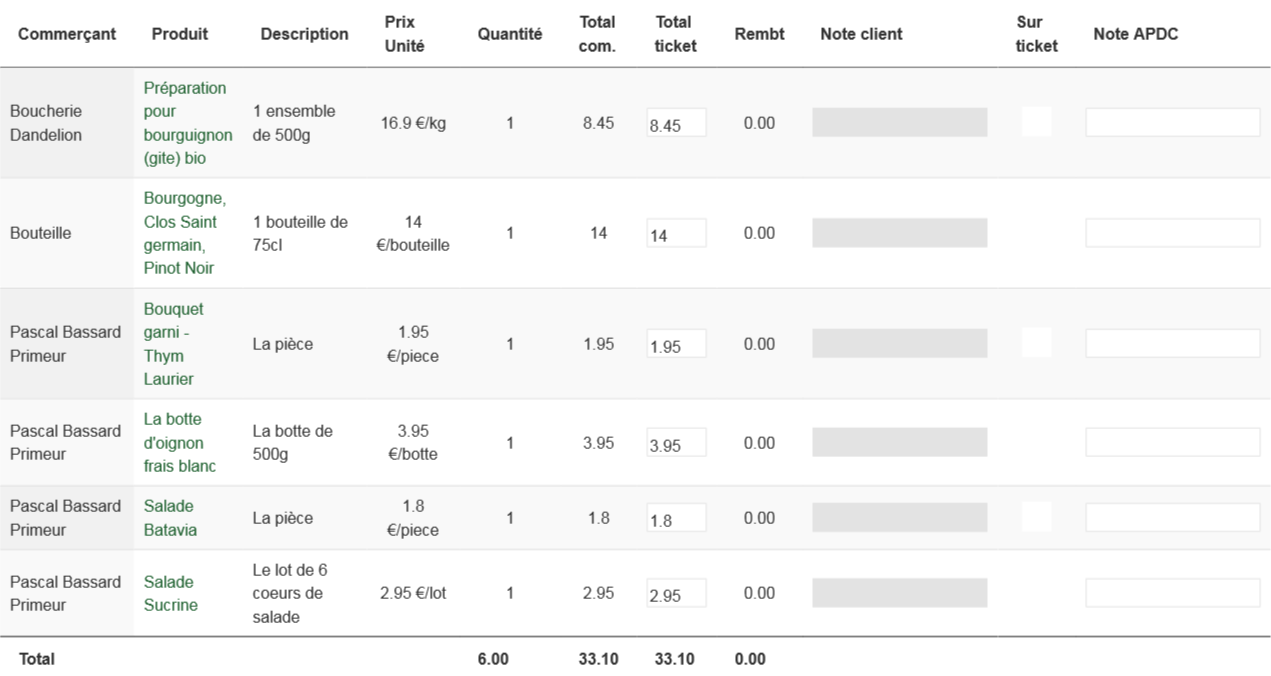 Commerçant Produit Description Prix Unité Quantité Total com. Total ticket Rembt Note client Sur ticket Note APDC
Boucherie Dandelion Préparation pour bourguignon (gite) bio 1 ensemble de 500g 16.9 €/kg 1 8.45 8.45 0.00
Bouteille Bourgogne, Clos Saint germain, Pinot Noir 1 bouteille de 75cl 14 €/bouteille 1 14 14 0.00
Pascal Bassard Primeur Bouquet garni - Thym Laurier La pièce 1.95 €/piece 1 1.95 1.95 0.00
Pascal Bassard Primeur La botte d'oignon frais blanc La botte de 500g 3.95 €/botte 1 3.95 3.95 0.00
Pascal Bassard Primeur Salade Batavia La pièce 1.8 €/piece 1 1.8 1.8 0.00
Pascal Bassard Primeur Salade Sucrine Le lot de 6 coeurs de salade 2.95 €/lot 1 2.95 2.95 0.00
Total 6.00 33.10 33.10 0.00